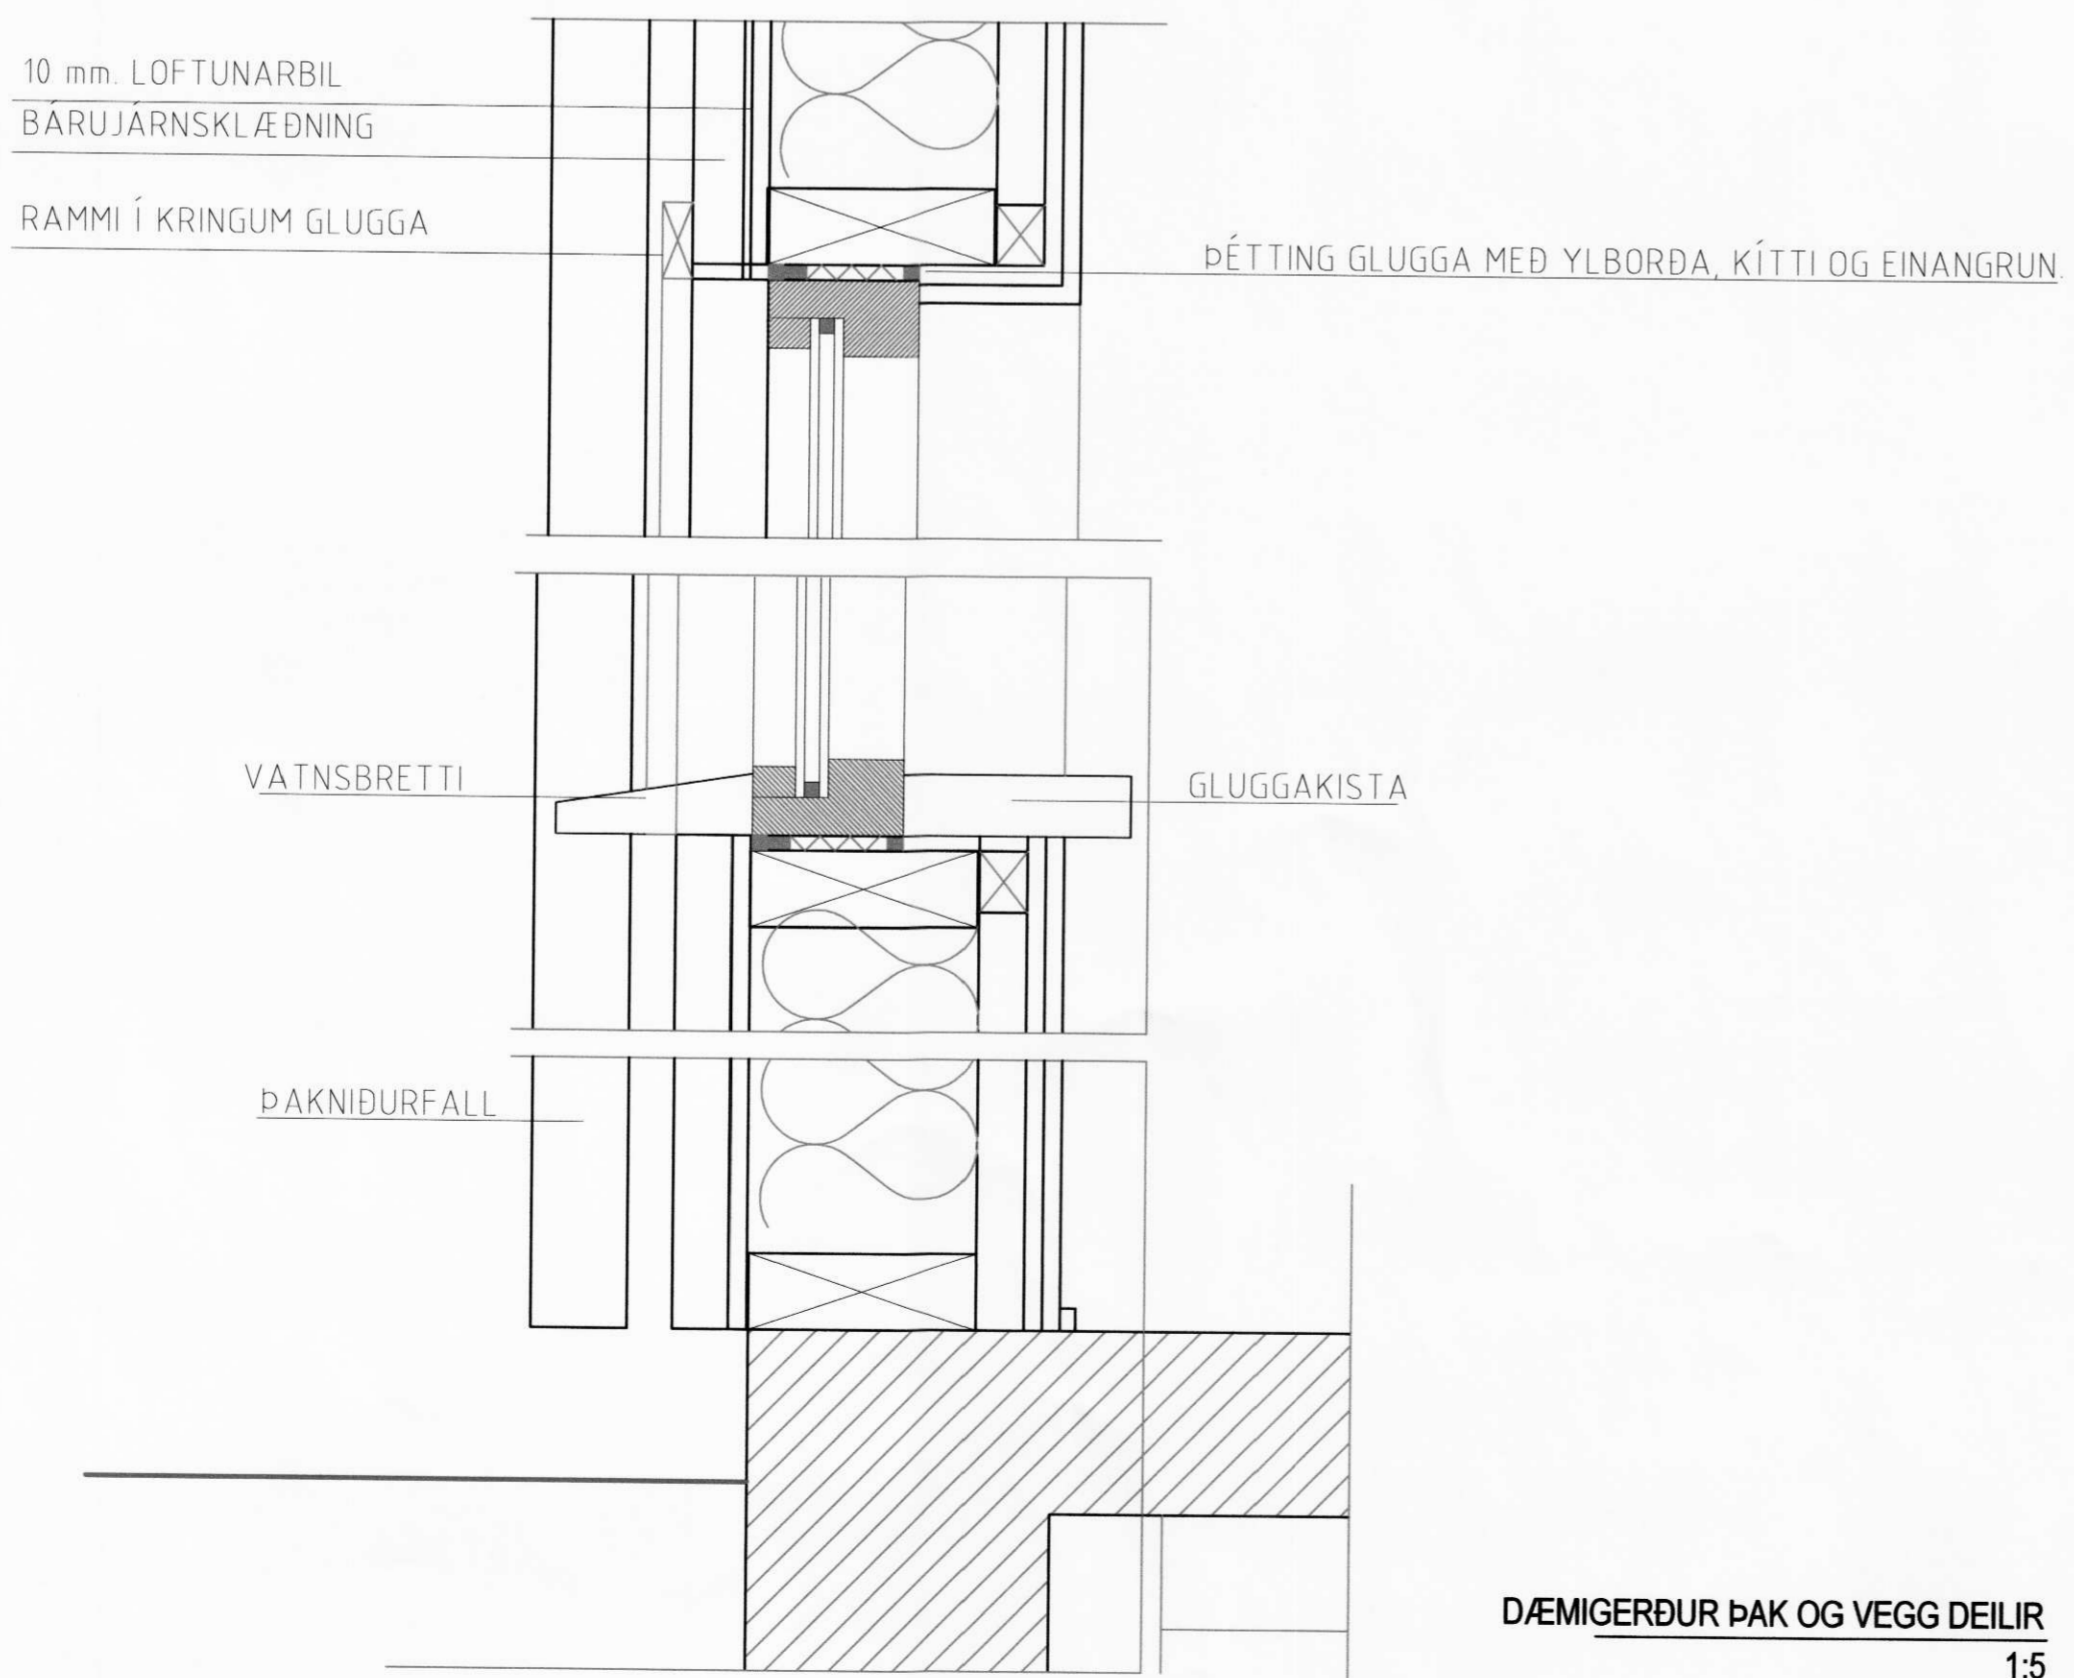 10 mm. LOFTUNARBIL
BÁRUJÁRNSKLÆÐNING
RAMMI Í KRINGUM GLUGGA
ÞÉTTING GLUGGA MEÐ YLBORÐA, KÍTTI OG EINANGRUN.
VATNSBRETTI
GLUGGAKISTA
ÞAKNIÐURFALL
DÆMIGERÐUR ÞAK OG VEGG DEILIR
1:5